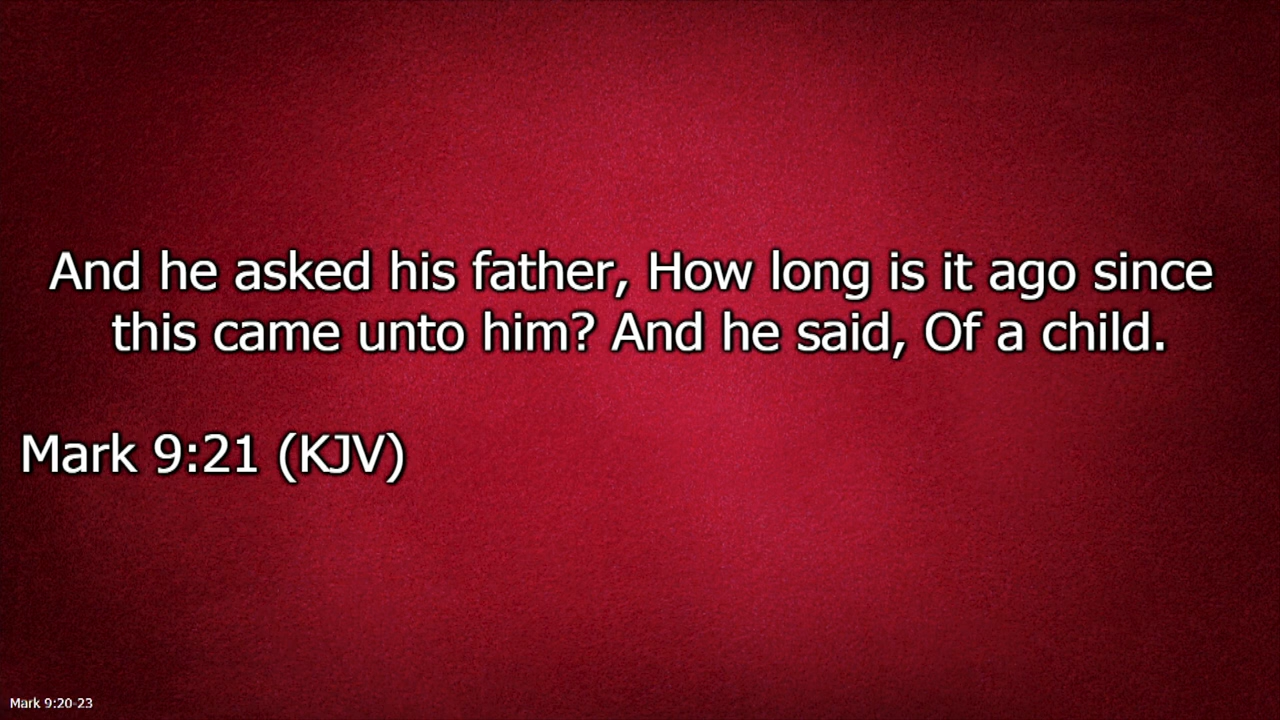 And he asked his father, How long is it ago since
this came unto him? And he said, Of a child.
Mark 9:21 (KJV)
Mark 9:20-23